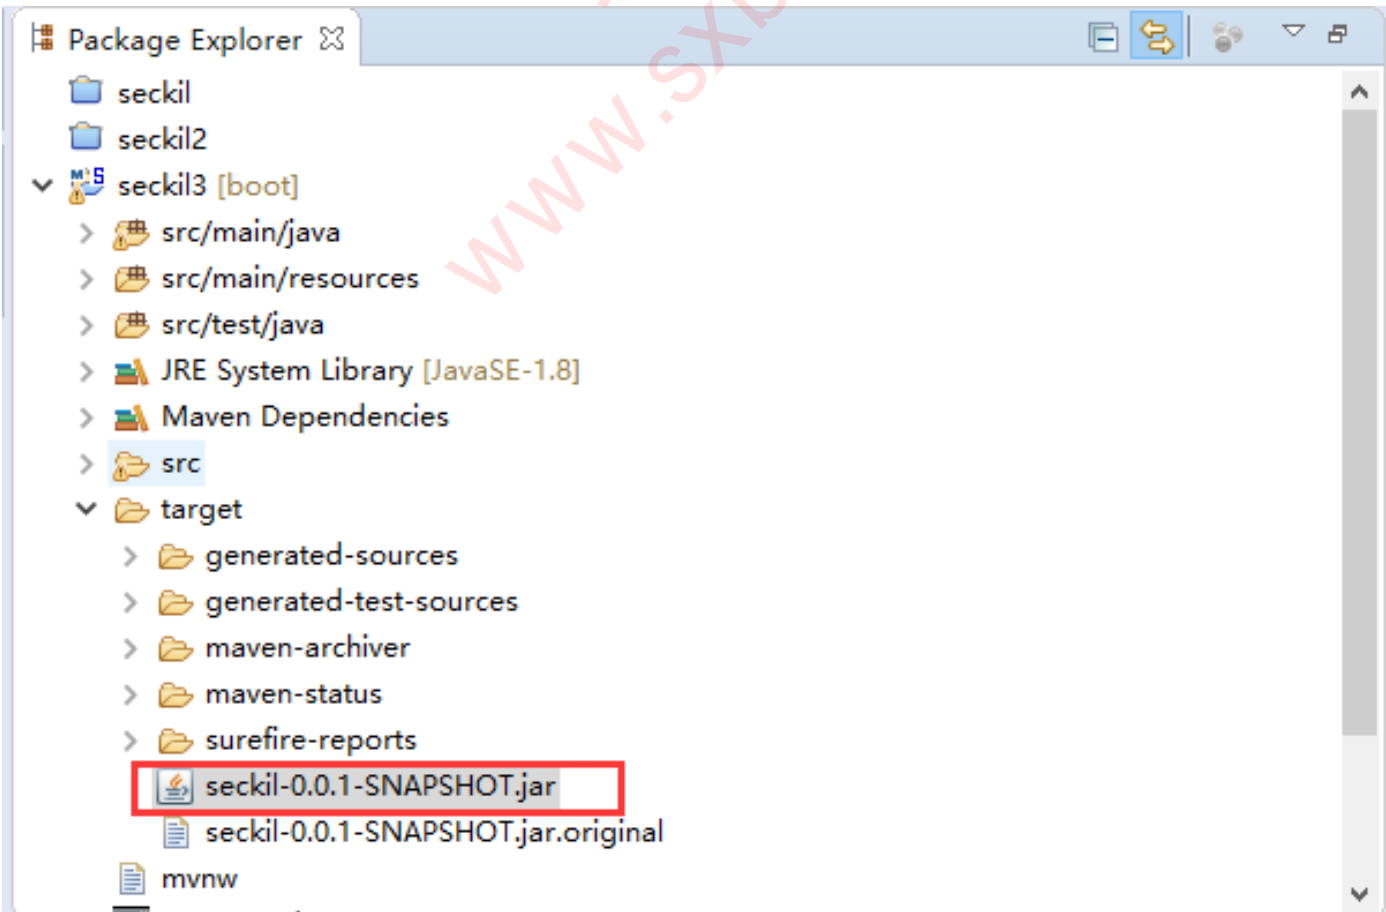 Package Explorer
seckil
seckil2
seckil3 [boot]
src/main/java
src/main/resources
src/test/java
JRE System Library [JavaSE-1.8]
Maven Dependencies
src
target
generated-sources
generated-test-sources
maven-archiver
maven-status
surefire-reports
seckil-0.0.1-SNAPSHOT.jar
seckil-0.0.1-SNAPSHOT.jar.original
mvnw